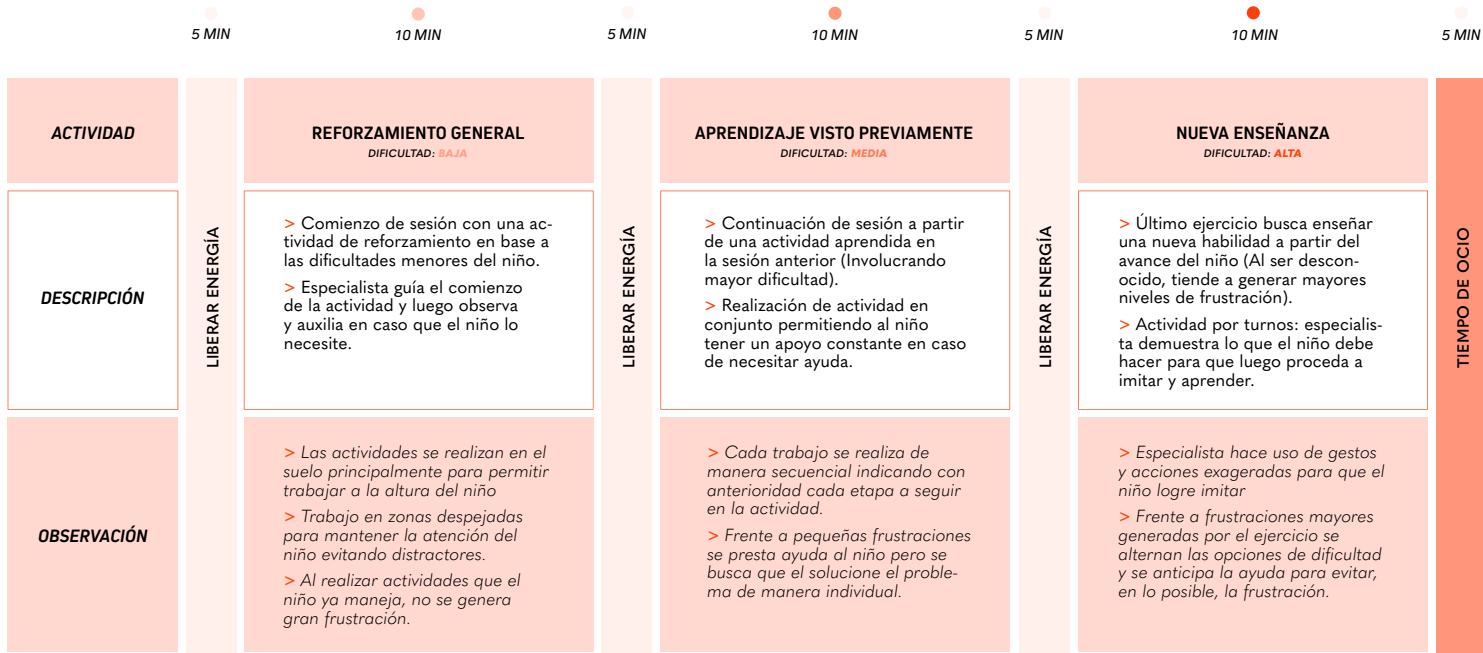 5 MIN
10 MIN
5 MIN
10 MIN
5 MIN
10 MIN
5 MIN
ACTIVIDAD
DESCRIPCIÓN
OBSERVACIÓN
LIBERAR ENERGÍA
REFORZAMIENTO GENERAL
DIFICULTAD: BAJA
> Comienzo de sesión con una ac-
tividad de reforzamiento en base a
las dificultades menores del niño.
> Especialista guía el comienzo
de la actividad y luego observa
y auxilia en caso que el niño lo
necesite.
> Las actividades se realizan en el
suelo principalmente para permitir
trabajar a la altura del niño
> Trabajo en zonas despejadas
para mantener la atención del
niño evitando distractores.
> Al realizar actividades que el
niño ya maneja, no se genera
gran frustración.
LIBERAR ENERGÍA
APRENDIZAJE VISTO PREVIAMENTE
DIFICULTAD: MEDIA
> Continuación de sesión a partir
de una actividad aprendida en
la sesión anterior (Involucrando
mayor dificultad).
> Realización de actividad en
conjunto permitiendo al niño
tener un apoyo constante en caso
de necesitar ayuda.
> Cada trabajo se realiza de
manera secuencial indicando con
anterioridad cada etapa a seguir
en la actividad.
> Frente a pequeñas frustraciones
se presta ayuda al niño pero se
busca que el solucione el proble-
ma de manera individual.
LIBERAR ENERGÍA
NUEVA ENSEÑANZA
DIFICULTAD: ALTA
> Último ejercicio busca enseñar
una nueva habilidad a partir del
avance del niño (Al ser descon-
ocido, tiende a generar mayores
niveles de frustración).
> Actividad por turnos: especialis-
ta demuestra lo que el niño debe
hacer para que luego proceda a
imitar y aprender.
> Especialista hace uso de gestos
y acciones exageradas para que el
niño logre imitar
> Frente a frustraciones mayores
generadas por el ejercicio se
alternan las opciones de dificultad
y se anticipa la ayuda para evitar,
en lo posible, la frustración.
TIEMPO DE OCIO